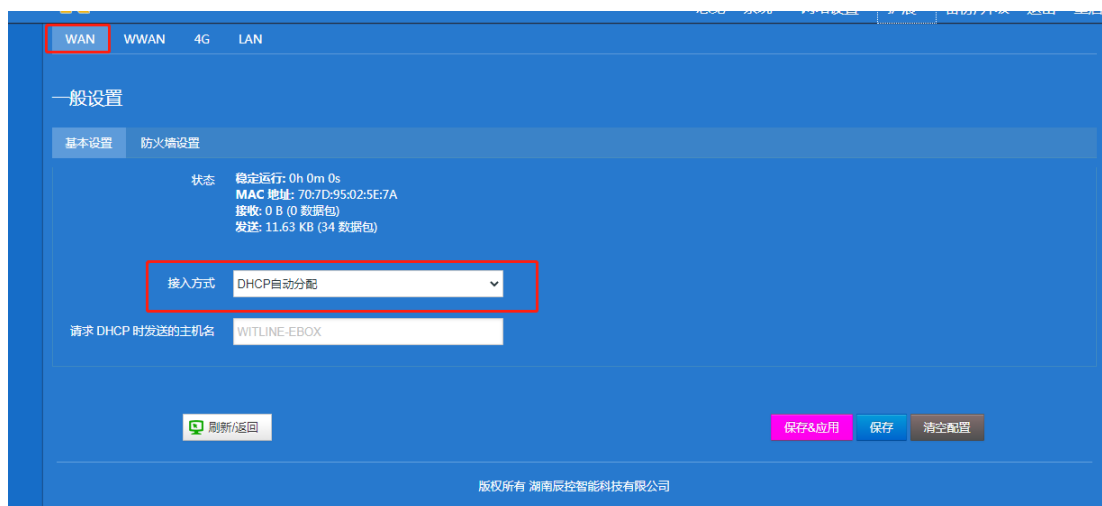 WAN WWAN 4G LAN
一般设置
基本设置 防火墙设置
状态 稳定运行: 0h 0m 0s
MAC 地址: 70:7D:95:02:5E:7A
接收: 0 B (0 数据包)
发送: 11.63 KB (34 数据包)
接入方式 DHCP自动分配
请求 DHCP 时发送的主机名 WITLINE-EBOX
刷新/返回 保存&应用 保存 清空配置
版权所有 湖南辰控智能科技有限公司